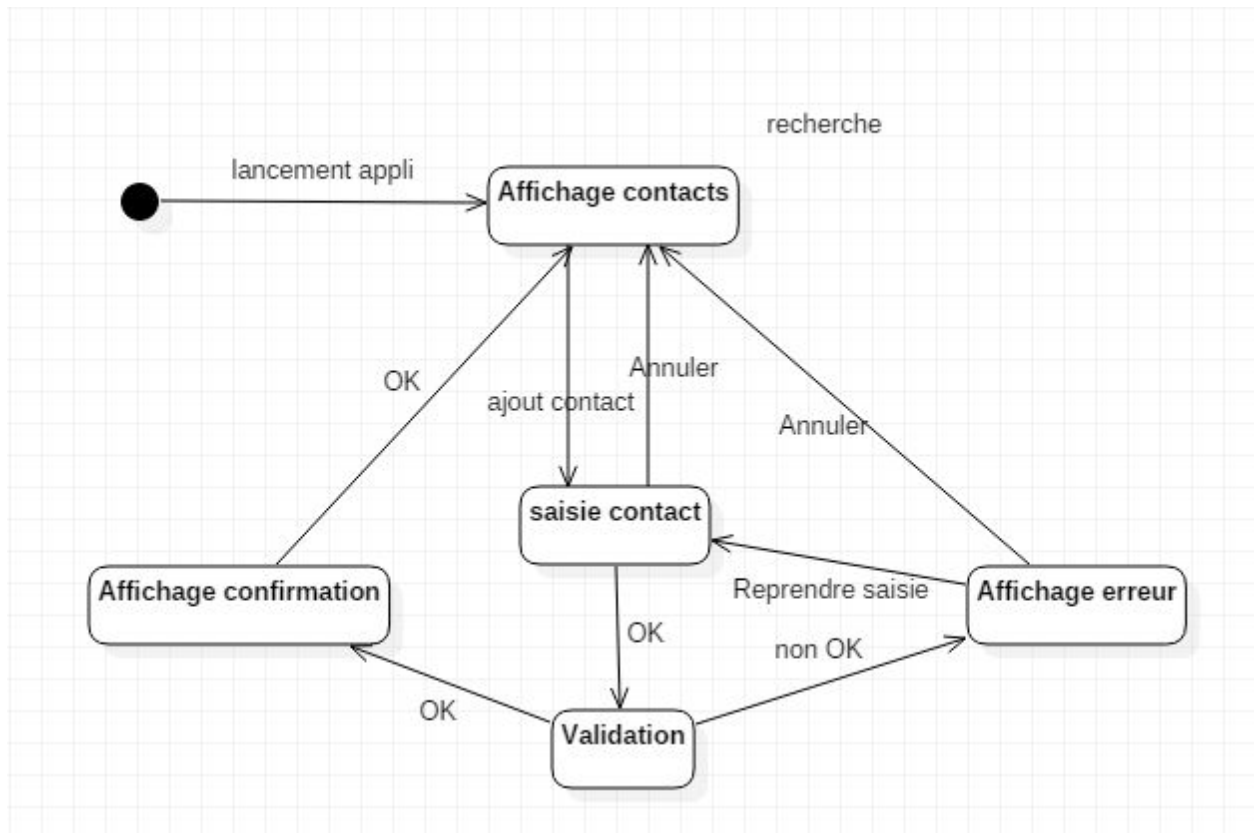 recherche
lancement appli
Affichage contacts
Annuler
OK
ajout contact
Annuler
saisie contact
Affichage confirmation
Reprendre saisie
Affichage erreur
OK
non OK
OK
Validation